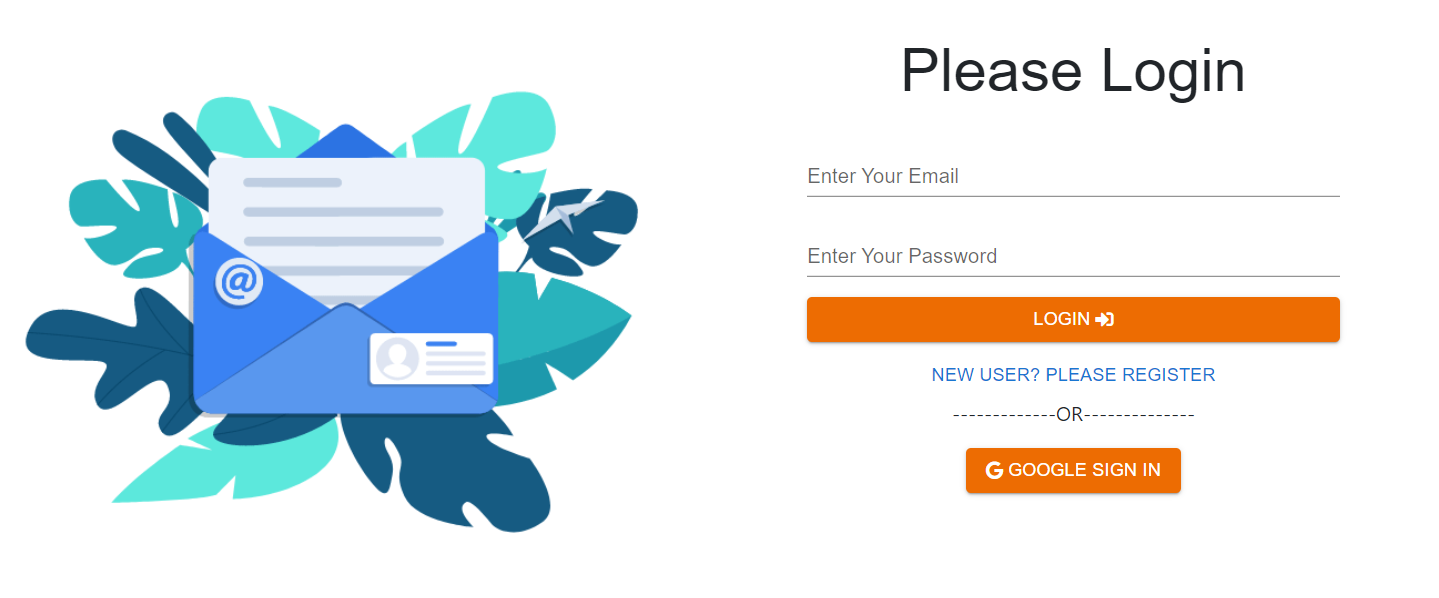 Please Login
Enter Your Email
Enter Your Password
LOGIN
NEW USER? PLEASE REGISTER
-------------OR--------------
GOOGLE SIGN IN
@